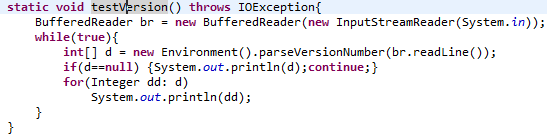 static void testVersion() throws IOException{
    BufferedReader br = new BufferedReader(new InputStreamReader(System.in));
    while(true){
        int[] d = new Environment().parseVersionNumber(br.readLine());
        if(d==null) {System.out.println(d);continue;}
        for(Integer dd: d)
            System.out.println(dd);
    }
}